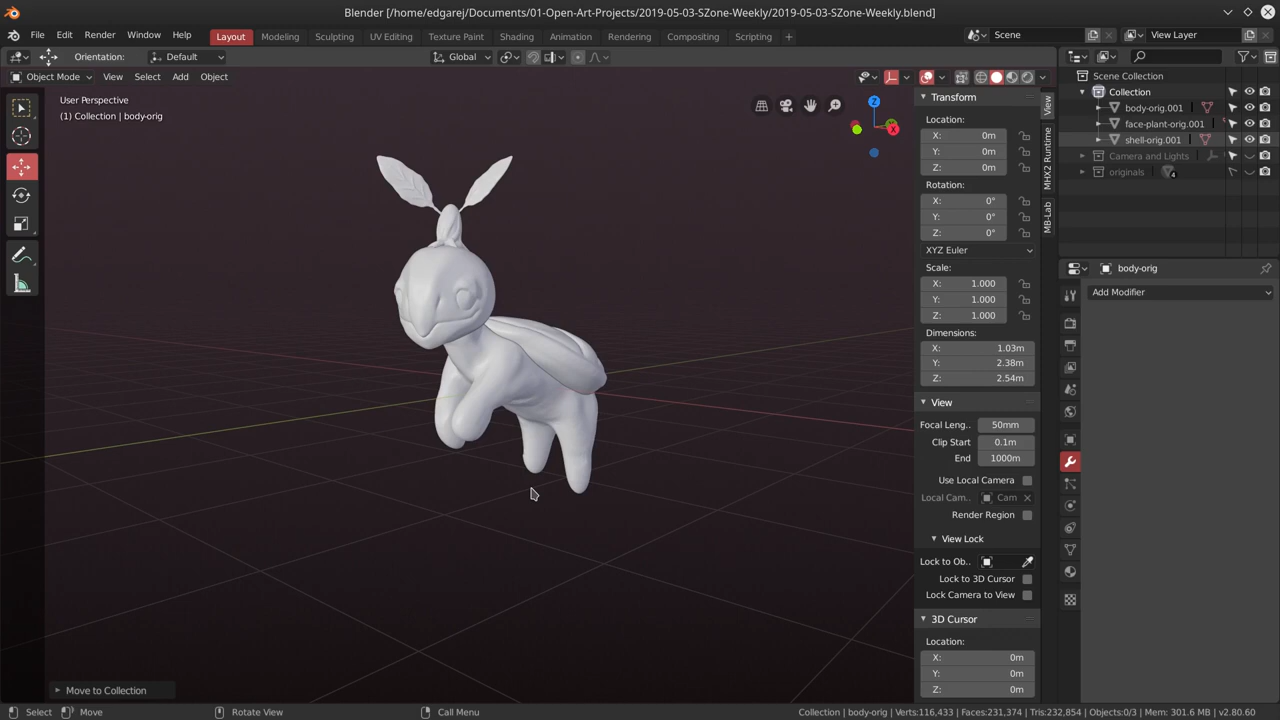 Blender [/home/edgarej/Documents/01-Open-Art-Projects/2019-05-03-SZone-Weekly/2019-05-03-SZone-Weekly.blend]
File Edit Render Window Help Layout Modeling Sculpting UV Editing Texture Paint Shading Animation Rendering Compositing Scripting + Scene View Layer
Orientation: Default Global
Object Mode View Select Add Object
User Perspective
(1) Collection | body-orig
Transform
Location:
X: 0m
Y: 0m
Z: 0m
Rotation:
X: 0°
Y: 0°
Z: 0°
XYZ Euler
Scale:
X: 1.000
Y: 1.000
Z: 1.000
Dimensions:
X: 1.03m
Y: 2.38m
Z: 2.54m
View
Focal Leng.. 50mm
Clip Start 0.1m
End 1000m
Use Local Camera
Local Cam.. Cam
Render Region
View Lock
Lock to Ob..
Lock to 3D Cursor
Lock Camera to View
3D Cursor
Location:
X: 0m
Y: 0m
Z: 0m
View
MHX2 Runtime
MB-Lab
Scene Collection
Collection
body-orig.001
face-plant-orig.001
shell-orig.001
Camera and Lights
originals 4
body-orig
Add Modifier
Z
X
Move to Collection
Select Move Rotate View Call Menu Collection | body-orig | Verts:116,433 | Faces:231,374 | Tris:232,854 | Objects:0/3 | Mem: 301.6 MB | v2.80.60